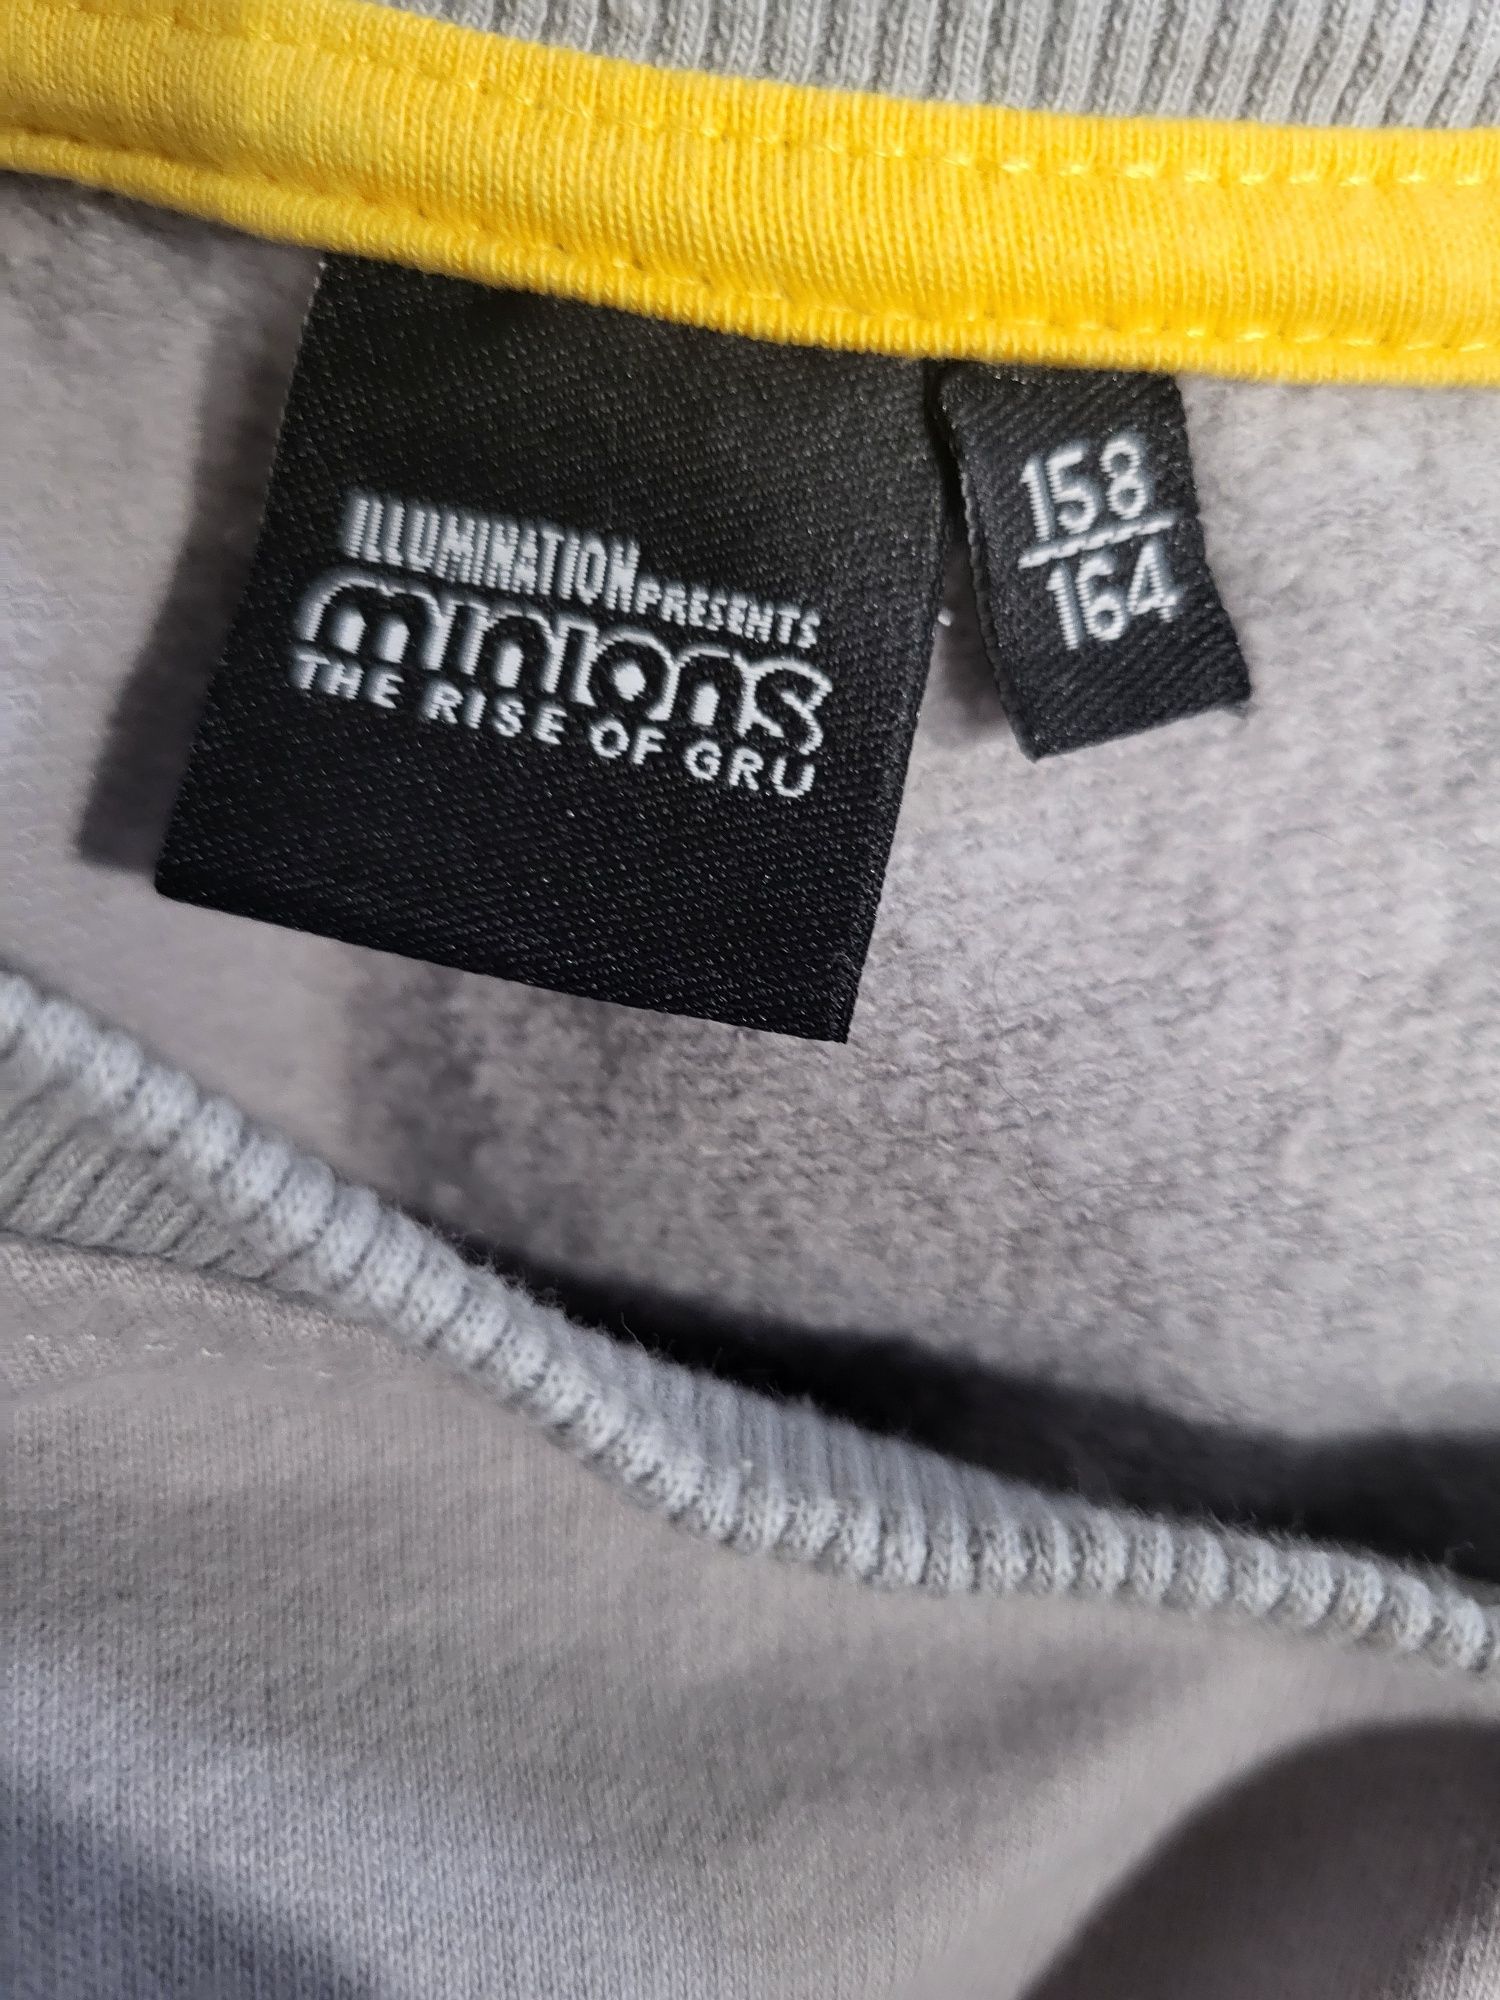 ILLUMINATION PRESENTS
MINIONS
THE RISE OF GRU
158
164